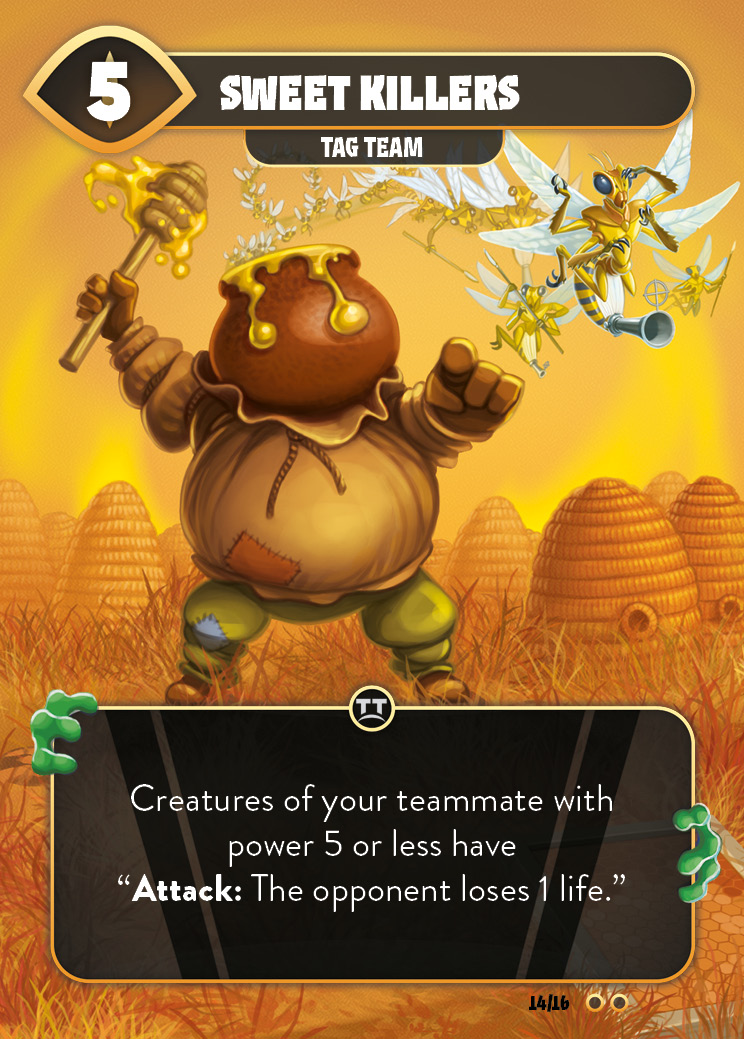 5
SWEET KILLERS
TAG TEAM
TT
Creatures of your teammate with
power 5 or less have
“Attack: The opponent loses 1 life.”
14/16